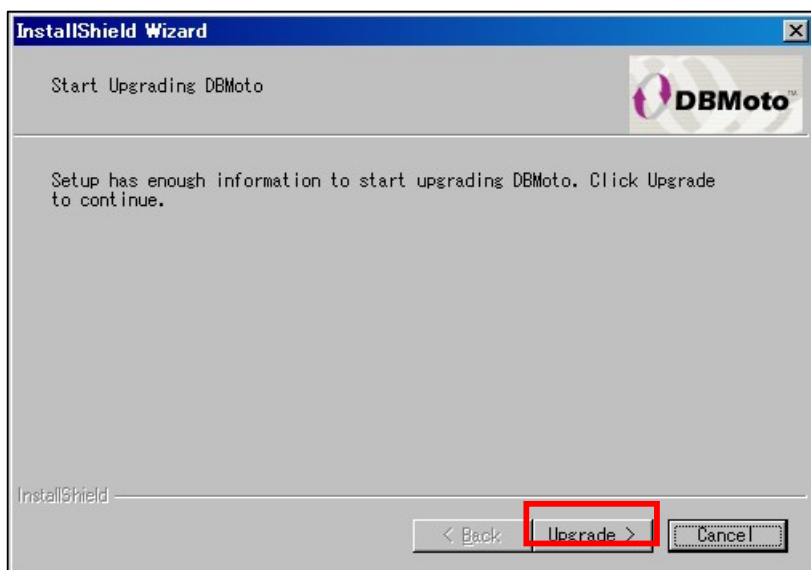 InstallShield Wizard
Start Upgrading DBMoto
DBMoto™
Setup has enough information to start upgrading DBMoto. Click Upgrade
to continue.
InstallShield
< Back
Upgrade >
Cancel